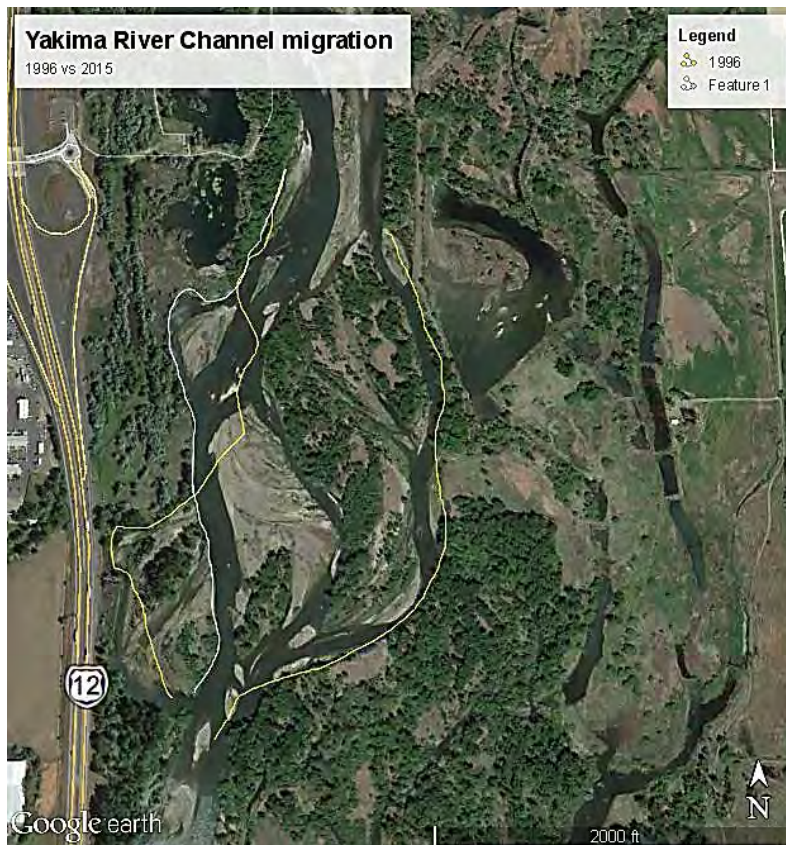 Yakima River Channel migration
1996 vs 2015
Legend
1996
Feature 1
12
N
Google earth
2000 ft